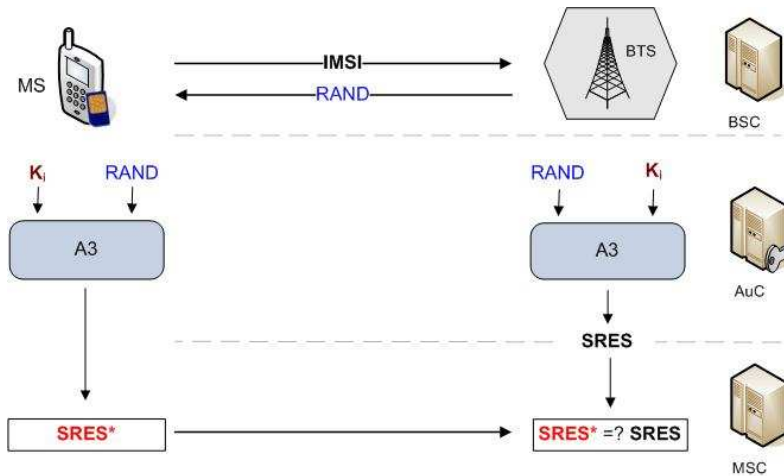 MS
IMSI
RAND
BTS
BSC
Ki
RAND
RAND
Ki
A3
A3
AuC
SRES
SRES*
SRES* =? SRES
MSC